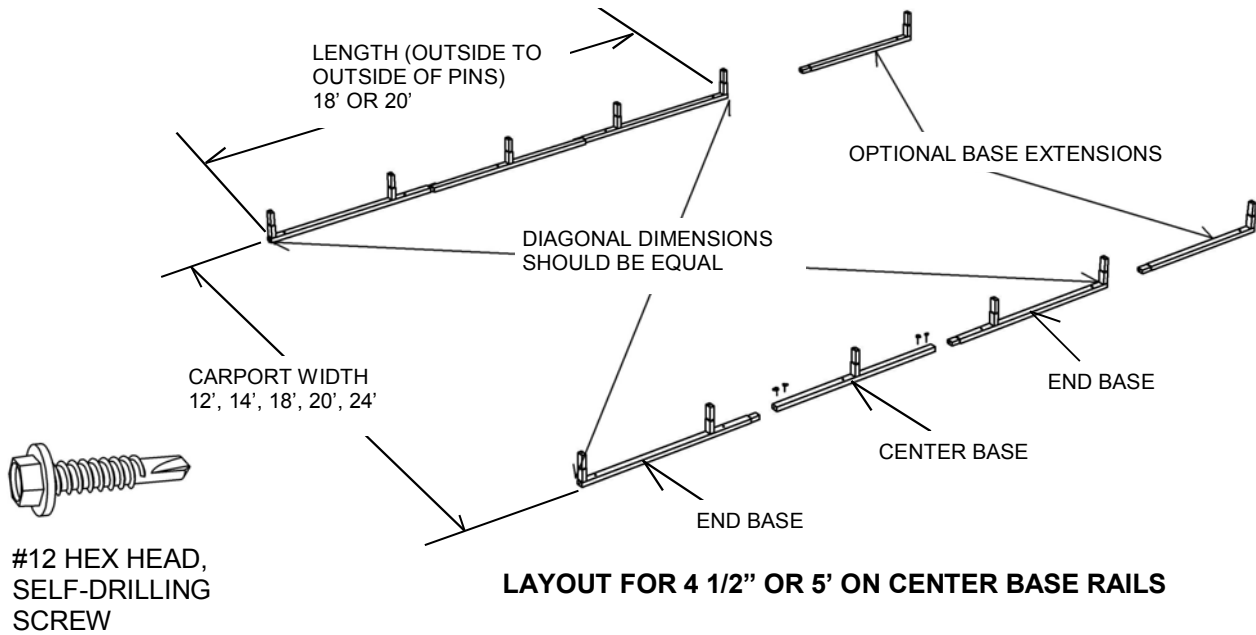 LENGTH (OUTSIDE TO
OUTSIDE OF PINS)
18’ OR 20’
OPTIONAL BASE EXTENSIONS
DIAGONAL DIMENSIONS
SHOULD BE EQUAL
CARPORT WIDTH
12’, 14’, 18’, 20’, 24’
END BASE
CENTER BASE
END BASE
#12 HEX HEAD,
SELF-DRILLING
SCREW
LAYOUT FOR 4 1/2” OR 5’ ON CENTER BASE RAILS